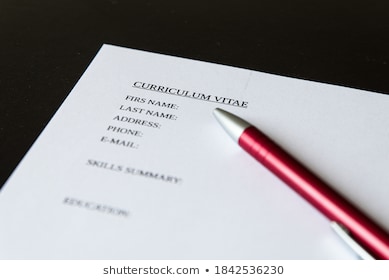 CURRICULUM VITAE
FIRS NAME:
LAST NAME:
ADDRESS:
PHONE:
E-MAIL:
SKILLS SUMMARY:
EDUCATION:
shutterstock.com · 1842536230